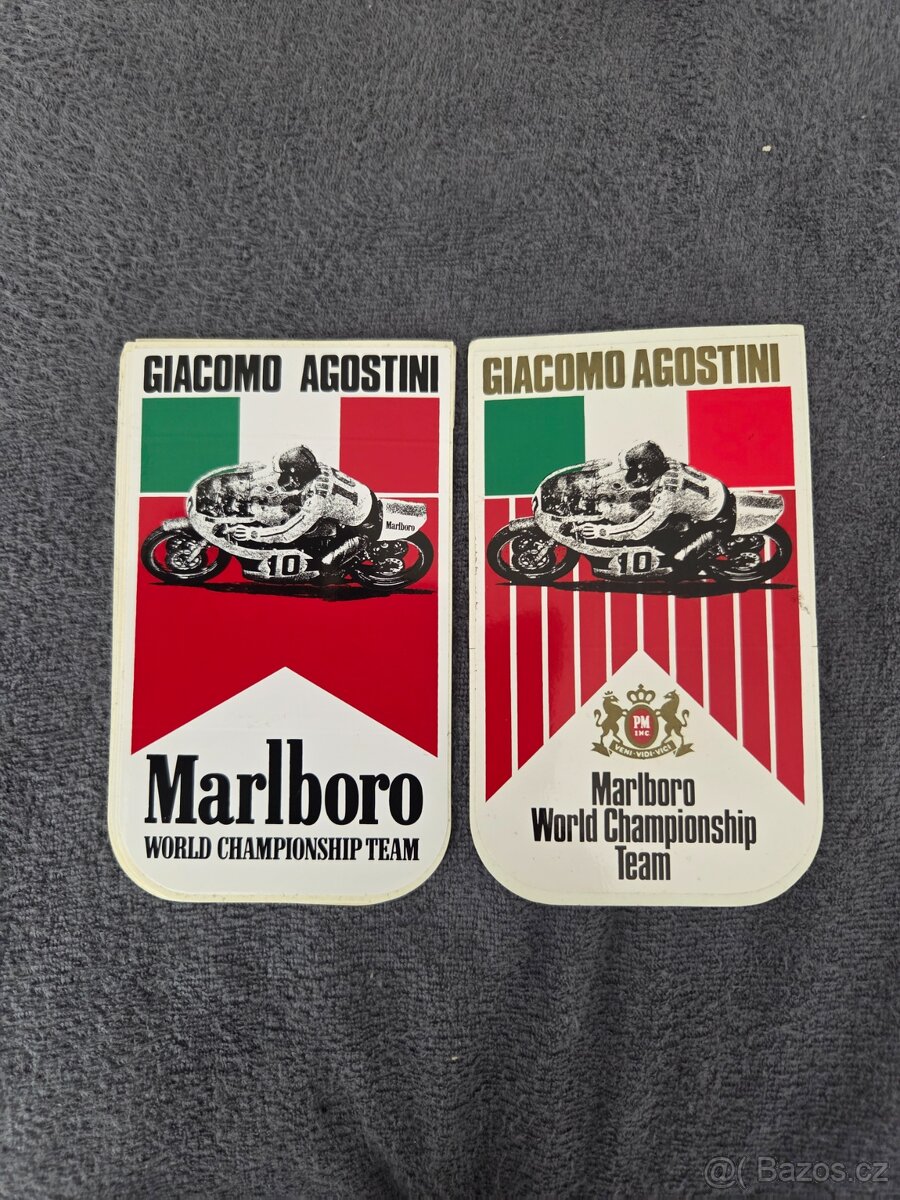 GIACOMO AGOSTINI
Marlboro
10
Marlboro
WORLD CHAMPIONSHIP TEAM
GIACOMO AGOSTINI
10
PM
INC
VENI·VIDI·VICI
Marlboro
World Championship
Team
@( Bazos.cz